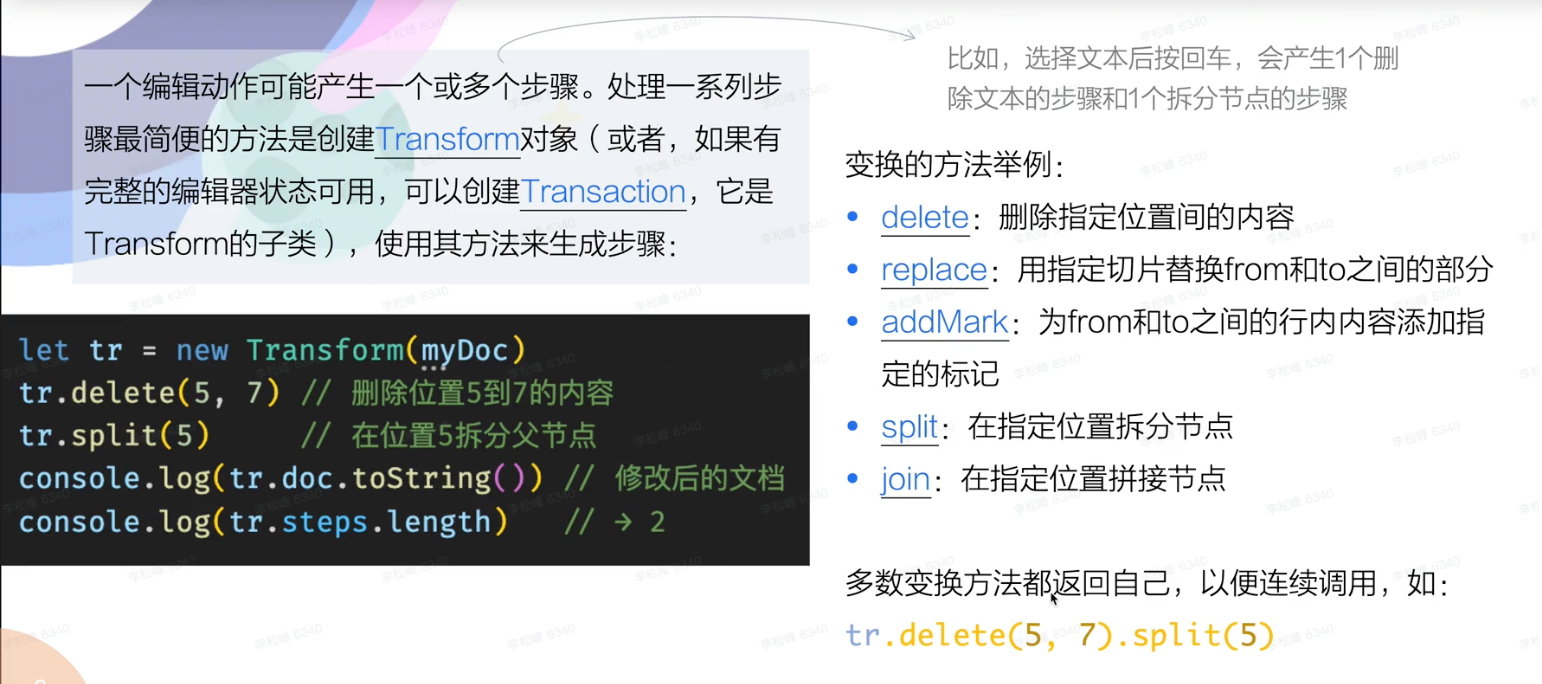 一个编辑动作可能产生一个或多个步骤。处理一系列步
骤最简便的方法是创建Transform对象（或者，如果有
完整的编辑器状态可用，可以创建Transaction，它是
Transform的子类），使用其方法来生成步骤：
let tr = new Transform(myDoc)
tr.delete(5, 7) // 删除位置5到7的内容
tr.split(5) // 在位置5拆分父节点
console.log(tr.doc.toString()) // 修改后的文档
console.log(tr.steps.length) // → 2
比如，选择文本后按回车，会产生1个删
除文本的步骤和1个拆分节点的步骤
变换的方法举例：
• delete：删除指定位置间的内容
• replace：用指定切片替换from和to之间的部分
• addMark：为from和to之间的行内内容添加指
定的标记
• split：在指定位置拆分节点
• join：在指定位置拼接节点
多数变换方法都返回自己，以便连续调用，如：
tr.delete(5, 7).split(5)
李松峰 6340